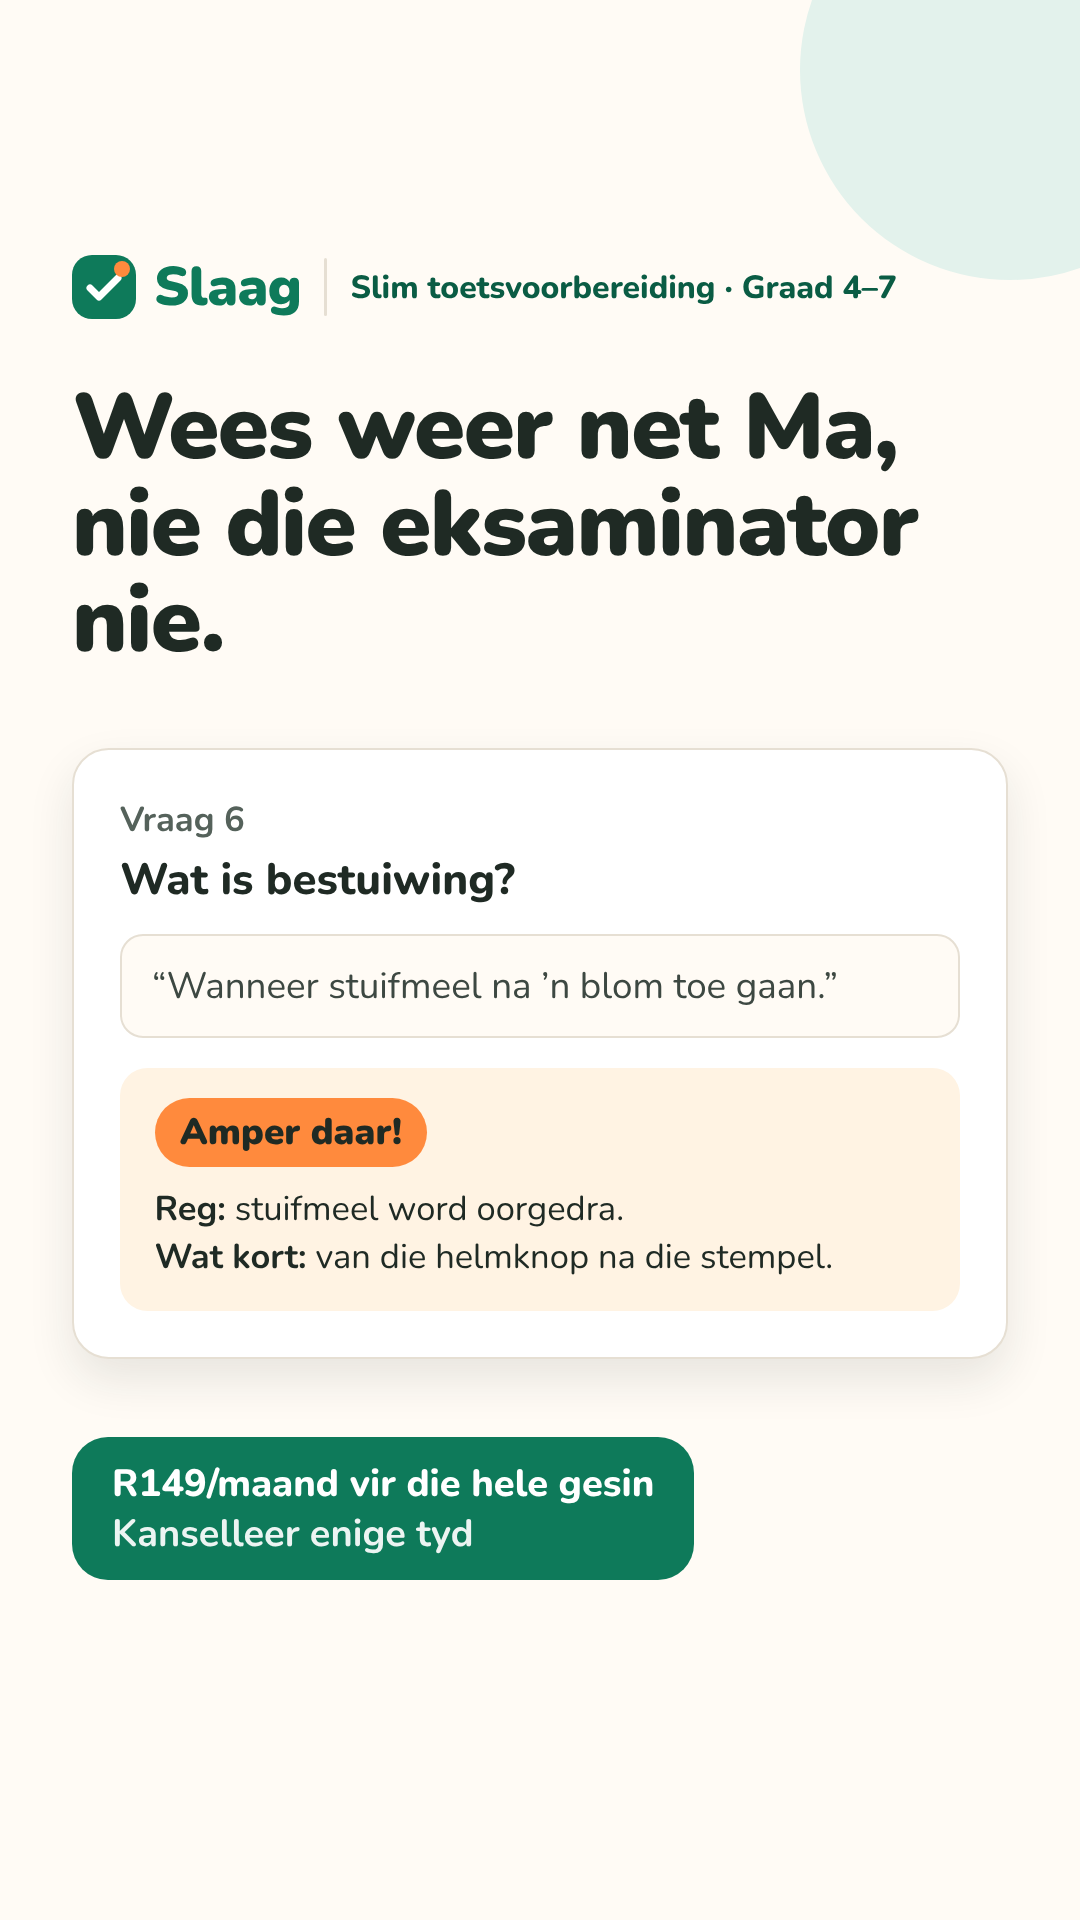 Slaag
Slim toetsvoorbereiding · Graad 4–7
Wees weer net Ma,
nie die eksaminator
nie.
Vraag 6
Wat is bestuiwing?
“Wanneer stuifmeel na ’n blom toe gaan.”
Amper daar!
Reg: stuifmeel word oorgedra.
Wat kort: van die helmknop na die stempel.
R149/maand vir die hele gesin
Kanselleer enige tyd